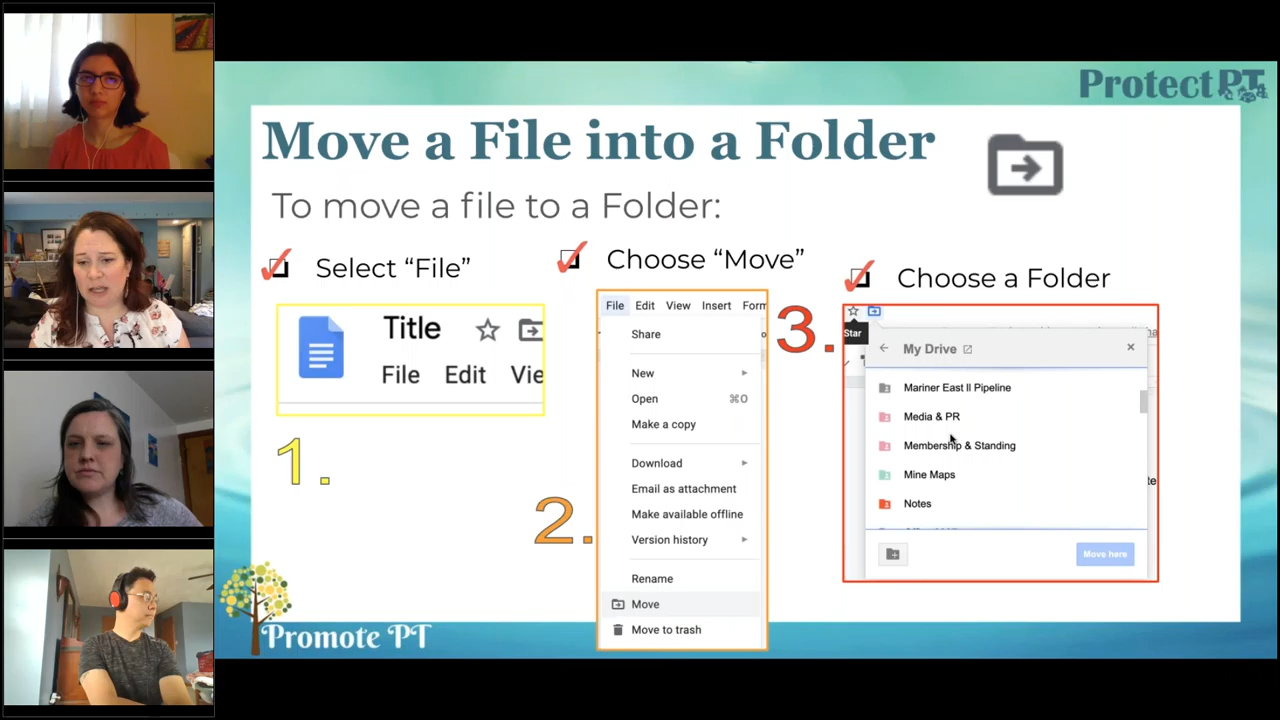 ProtectPT
Move a File into a Folder
To move a file to a Folder:
Select “File”
Title
File Edit Vie
1.
Choose “Move”
File Edit View Insert Form
Share
New
Open ⌘O
Make a copy
Download
Email as attachment
Make available offline
Version history
Rename
Move
Move to trash
2.
Choose a Folder
3.
Star
My Drive
Mariner East II Pipeline
Media & PR
Membership & Standing
Mine Maps
Notes
Move here
Promote PT